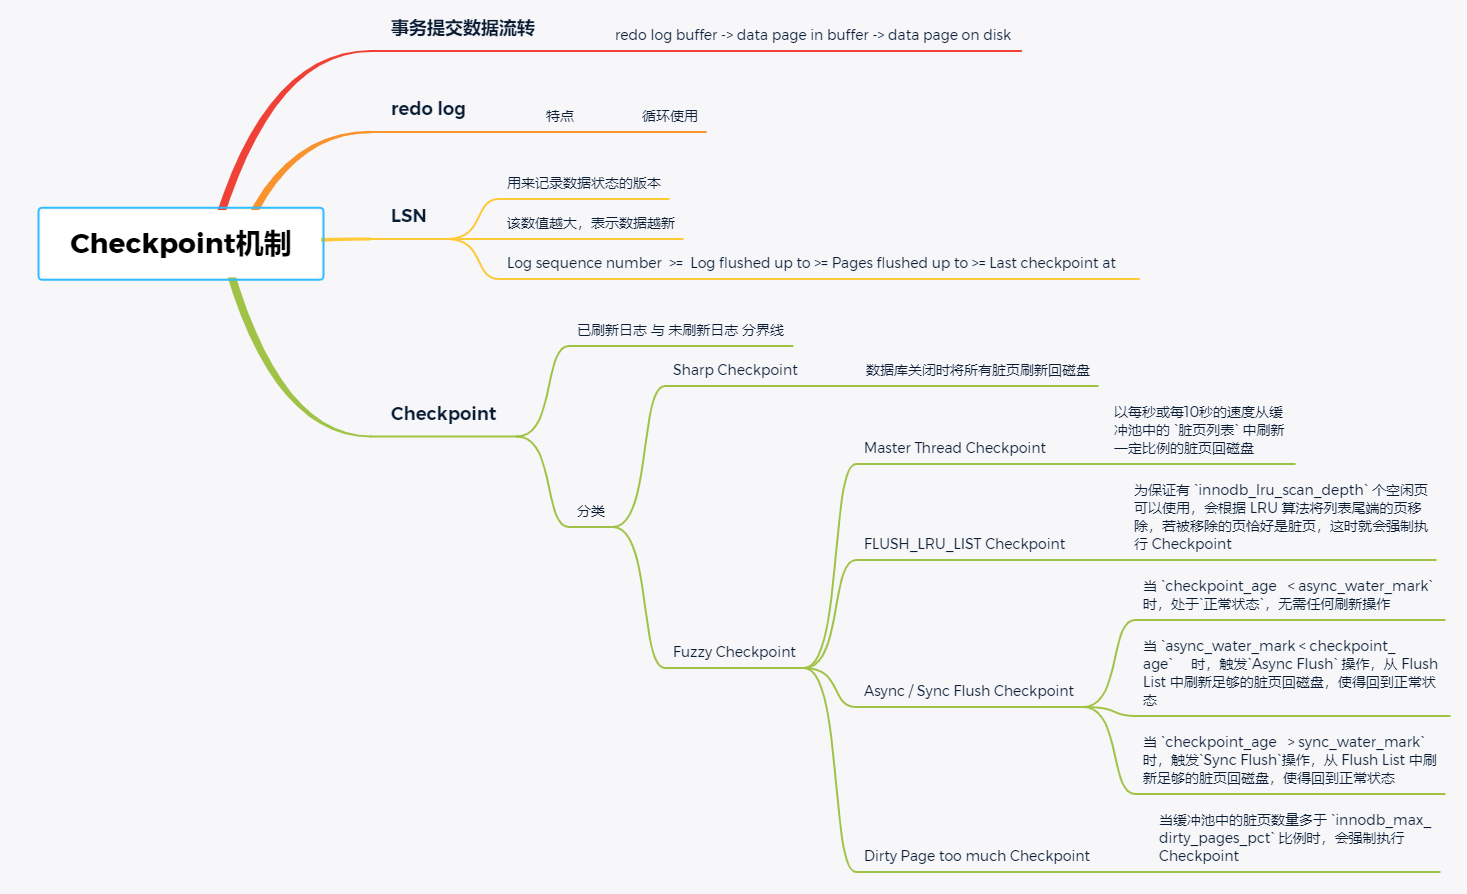 Checkpoint机制
事务提交数据流转
redo log buffer -> data page in buffer -> data page on disk
redo log
特点
循环使用
LSN
用来记录数据状态的版本
该数值越大，表示数据越新
Log sequence number >= Log flushed up to >= Pages flushed up to >= Last checkpoint at
Checkpoint
已刷新日志 与 未刷新日志 分界线
分类
Sharp Checkpoint
数据库关闭时将所有脏页刷新回磁盘
Fuzzy Checkpoint
Master Thread Checkpoint
以每秒或每10秒的速度从缓
冲池中的 `脏页列表` 中刷新
一定比例的脏页回磁盘
FLUSH_LRU_LIST Checkpoint
为保证有 `innodb_lru_scan_depth` 个空闲页
可以使用，会根据 LRU 算法将列表尾端的页移
除，若被移除的页恰好是脏页，这时就会强制执
行 Checkpoint
Async / Sync Flush Checkpoint
当 `checkpoint_age < async_water_mark`
时，处于`正常状态`，无需任何刷新操作
当 `async_water_mark < checkpoint_
age` 时，触发`Async Flush` 操作，从 Flush
List 中刷新足够的脏页回磁盘，使得回到正常状
态
当 `checkpoint_age > sync_water_mark`
时，触发`Sync Flush`操作，从 Flush List 中刷
新足够的脏页回磁盘，使得回到正常状态
Dirty Page too much Checkpoint
当缓冲池中的脏页数量多于 `innodb_max_
dirty_pages_pct` 比例时，会强制执行
Checkpoint